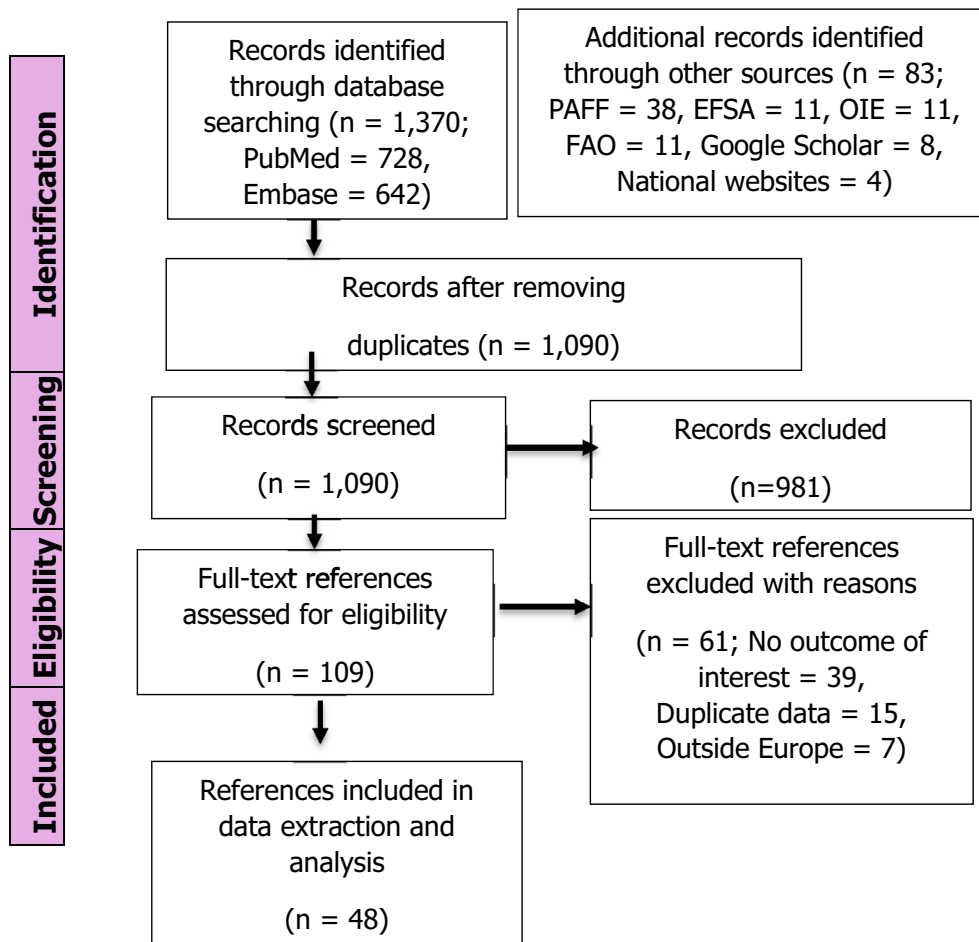 Identification
Records identified
through database
searching (n = 1,370;
PubMed = 728,
Embase = 642)
Additional records identified
through other sources (n = 83;
PAFF = 38, EFSA = 11, OIE = 11,
FAO = 11, Google Scholar = 8,
National websites = 4)
Records after removing
duplicates (n = 1,090)
Screening
Records screened
(n = 1,090)
Records excluded
(n=981)
Eligibility
Full-text references
assessed for eligibility
(n = 109)
Full-text references
excluded with reasons
(n = 61; No outcome of
interest = 39,
Duplicate data = 15,
Outside Europe = 7)
Included
References included in
data extraction and
analysis
(n = 48)